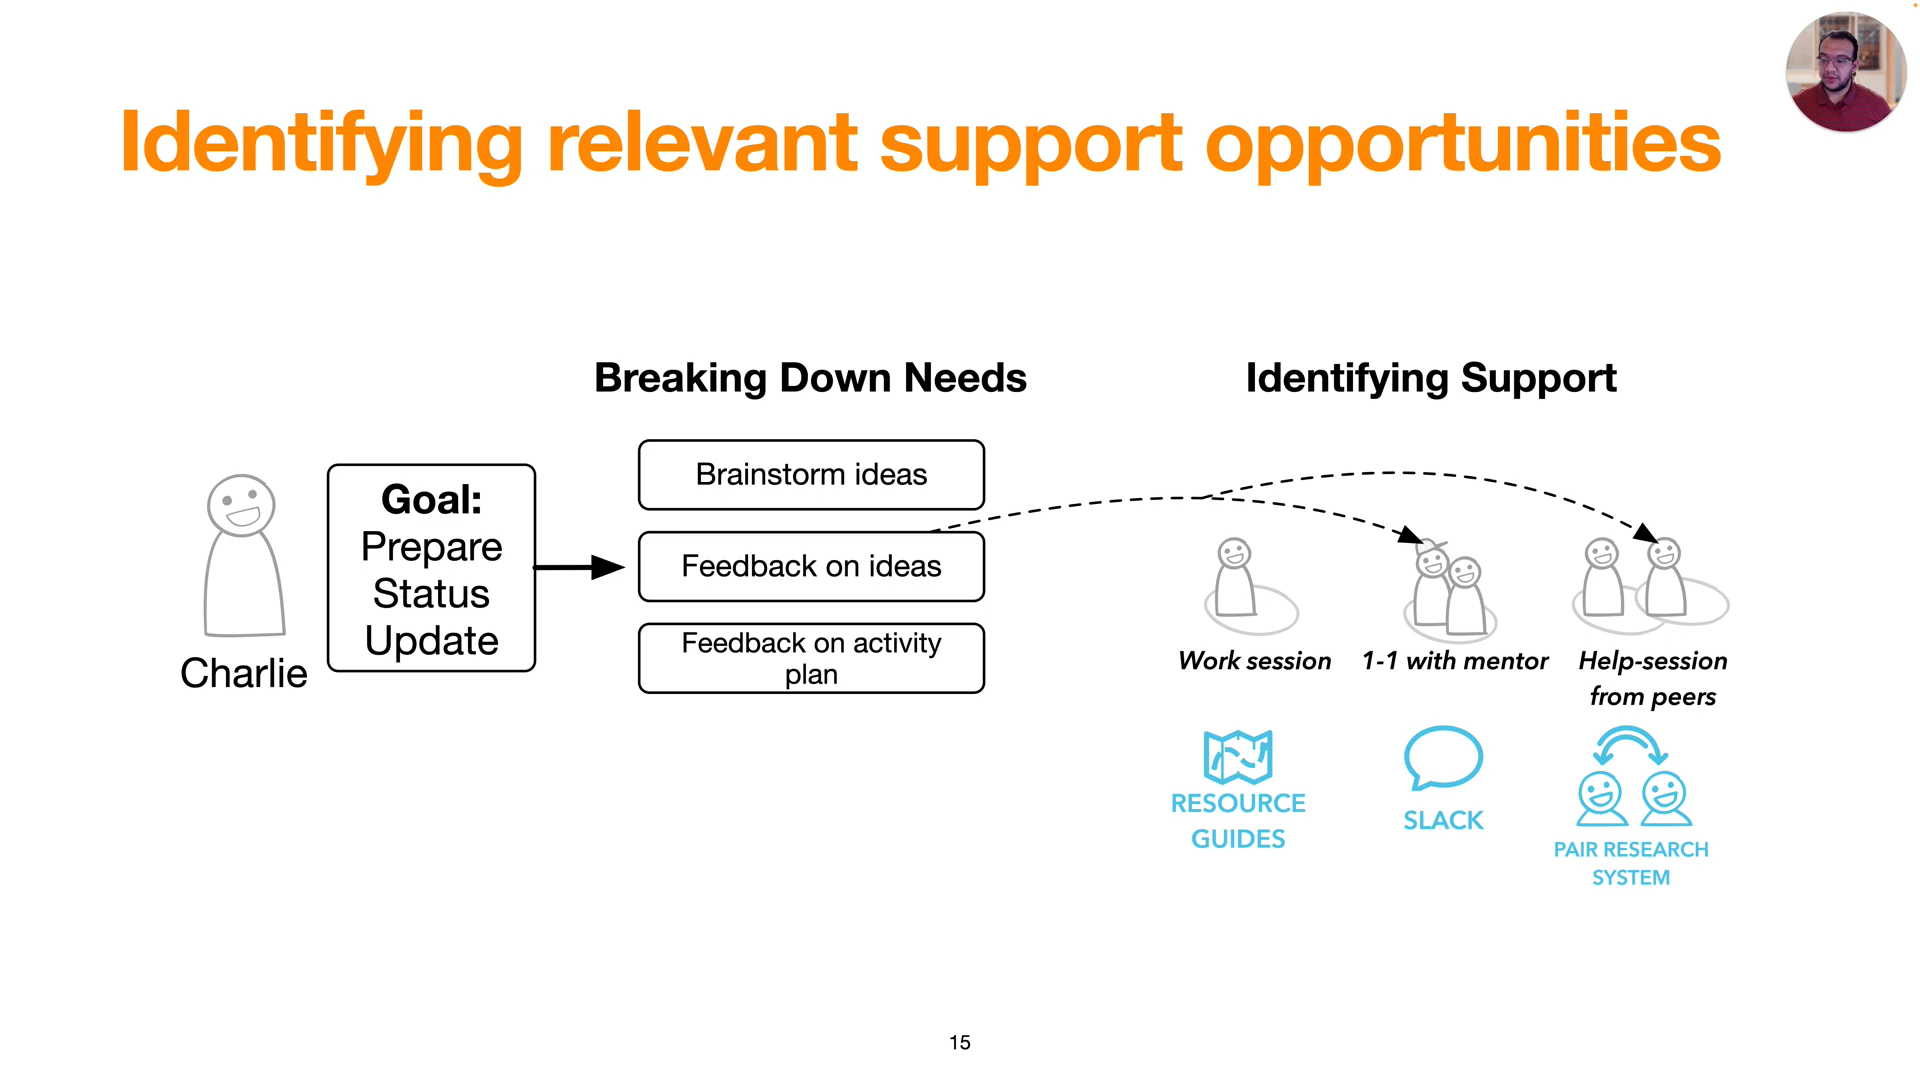 Identifying relevant support opportunities
Breaking Down Needs
Identifying Support
Goal:
Prepare
Status
Update
Charlie
Brainstorm ideas
Feedback on ideas
Feedback on activity
plan
Work session
1-1 with mentor
Help-session
from peers
RESOURCE
GUIDES
SLACK
PAIR RESEARCH
SYSTEM
15